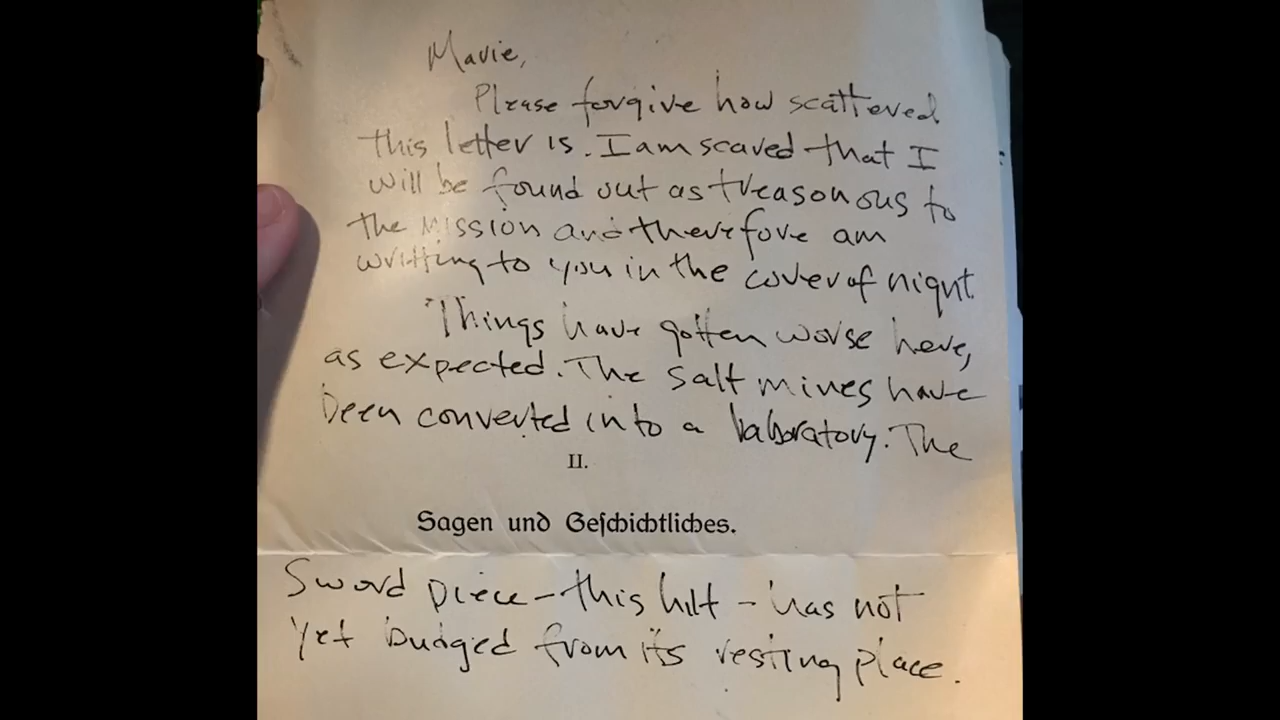 Marie,
Please forgive how scattered
this letter is. I am scared that I
will be found out as treasonous to
the mission and therefore am
writting to you in the cover of night.
Things have gotten worse here,
as expected. The salt mines have
been converted into a laboratory. The
II.
Sagen und Geſchichtliches.
Sword piece - this hilt - has not
yet budged from its resting place.